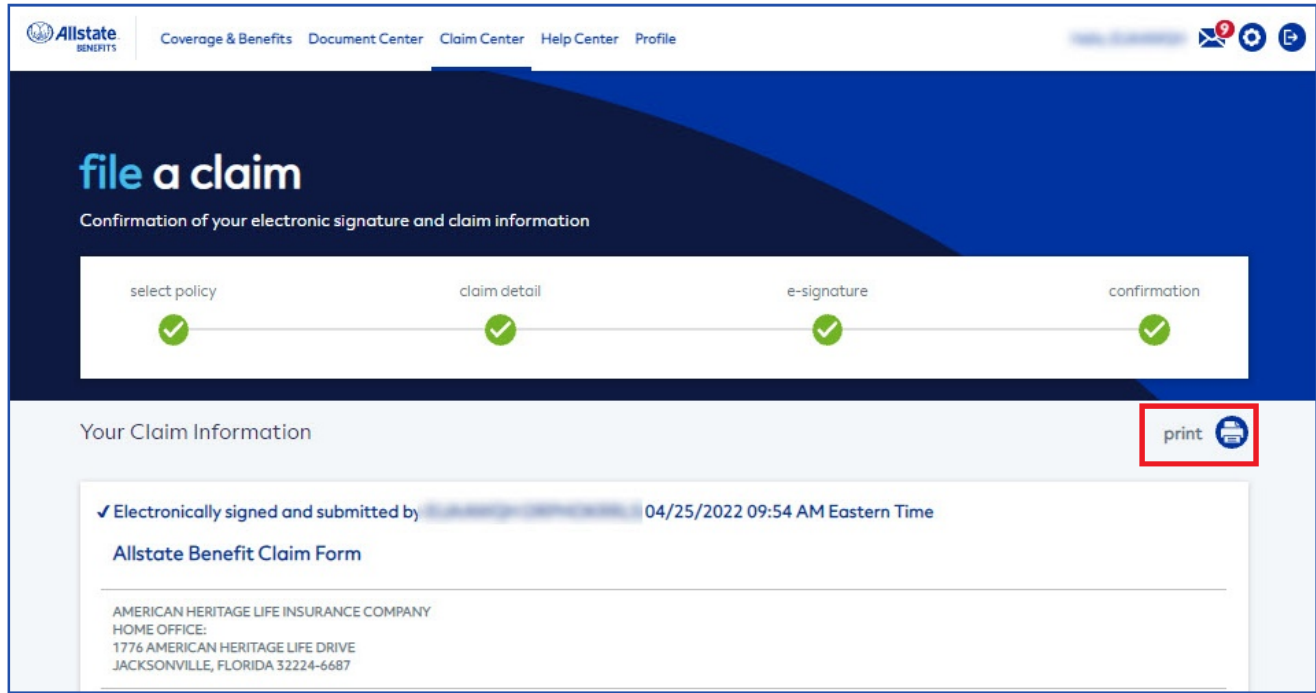 Allstate
BENEFITS
Coverage & Benefits Document Center Claim Center Help Center Profile
9
file a claim
Confirmation of your electronic signature and claim information
select policy claim detail e-signature confirmation
Your Claim Information
print
✓ Electronically signed and submitted by 04/25/2022 09:54 AM Eastern Time
Allstate Benefit Claim Form
AMERICAN HERITAGE LIFE INSURANCE COMPANY
HOME OFFICE:
1776 AMERICAN HERITAGE LIFE DRIVE
JACKSONVILLE, FLORIDA 32224-6687